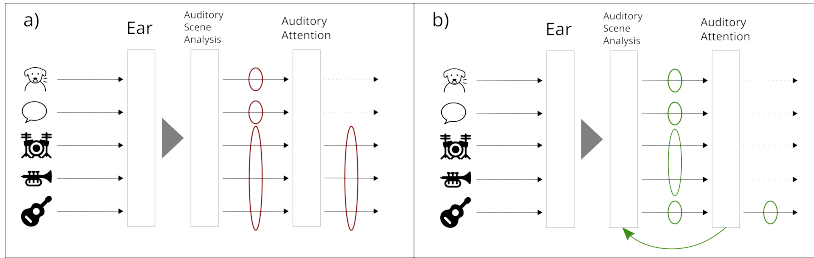 a)
Ear
Auditory
Scene
Analysis
Auditory
Attention
b)
Ear
Auditory
Scene
Analysis
Auditory
Attention